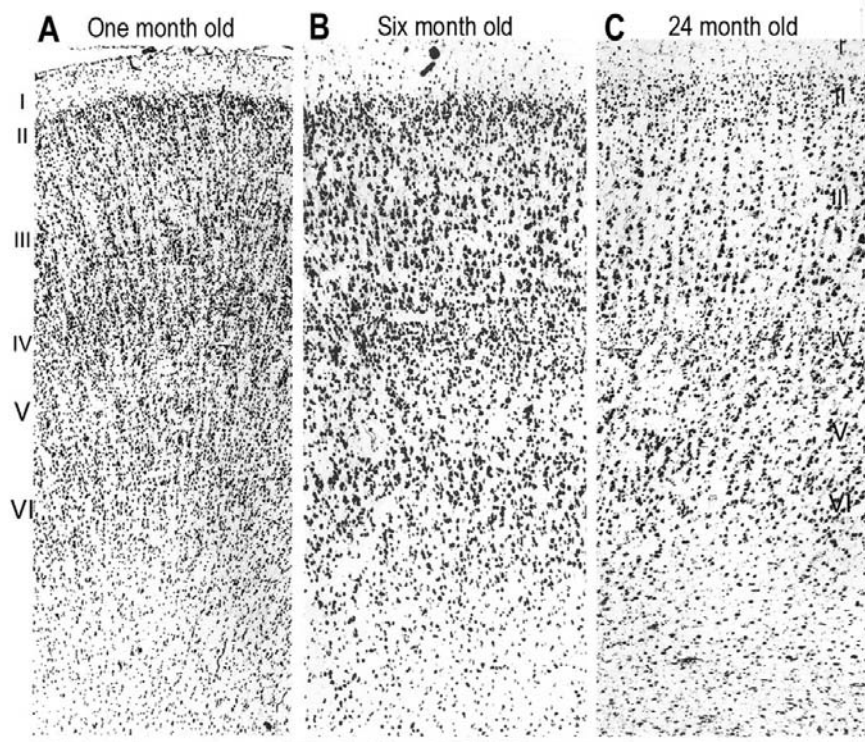 A One month old
B Six month old
C 24 month old
I
II
III
IV
V
VI
I
II
III
IV
V
VI